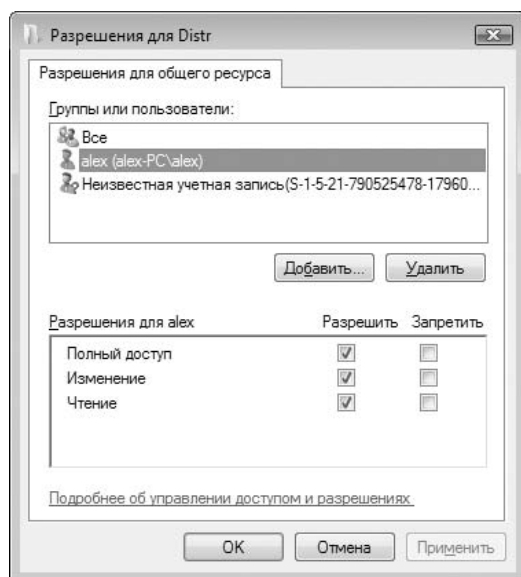 Разрешения для Distr
Разрешения для общего ресурса
Группы или пользователи:
Все
alex (alex-PC\alex)
Неизвестная учетная запись(S-1-5-21-790525478-17960...
Добавить... Удалить
Разрешения для alex Разрешить Запретить
Полный доступ
Изменение
Чтение
Подробнее об управлении доступом и разрешениях
OK Отмена Применить